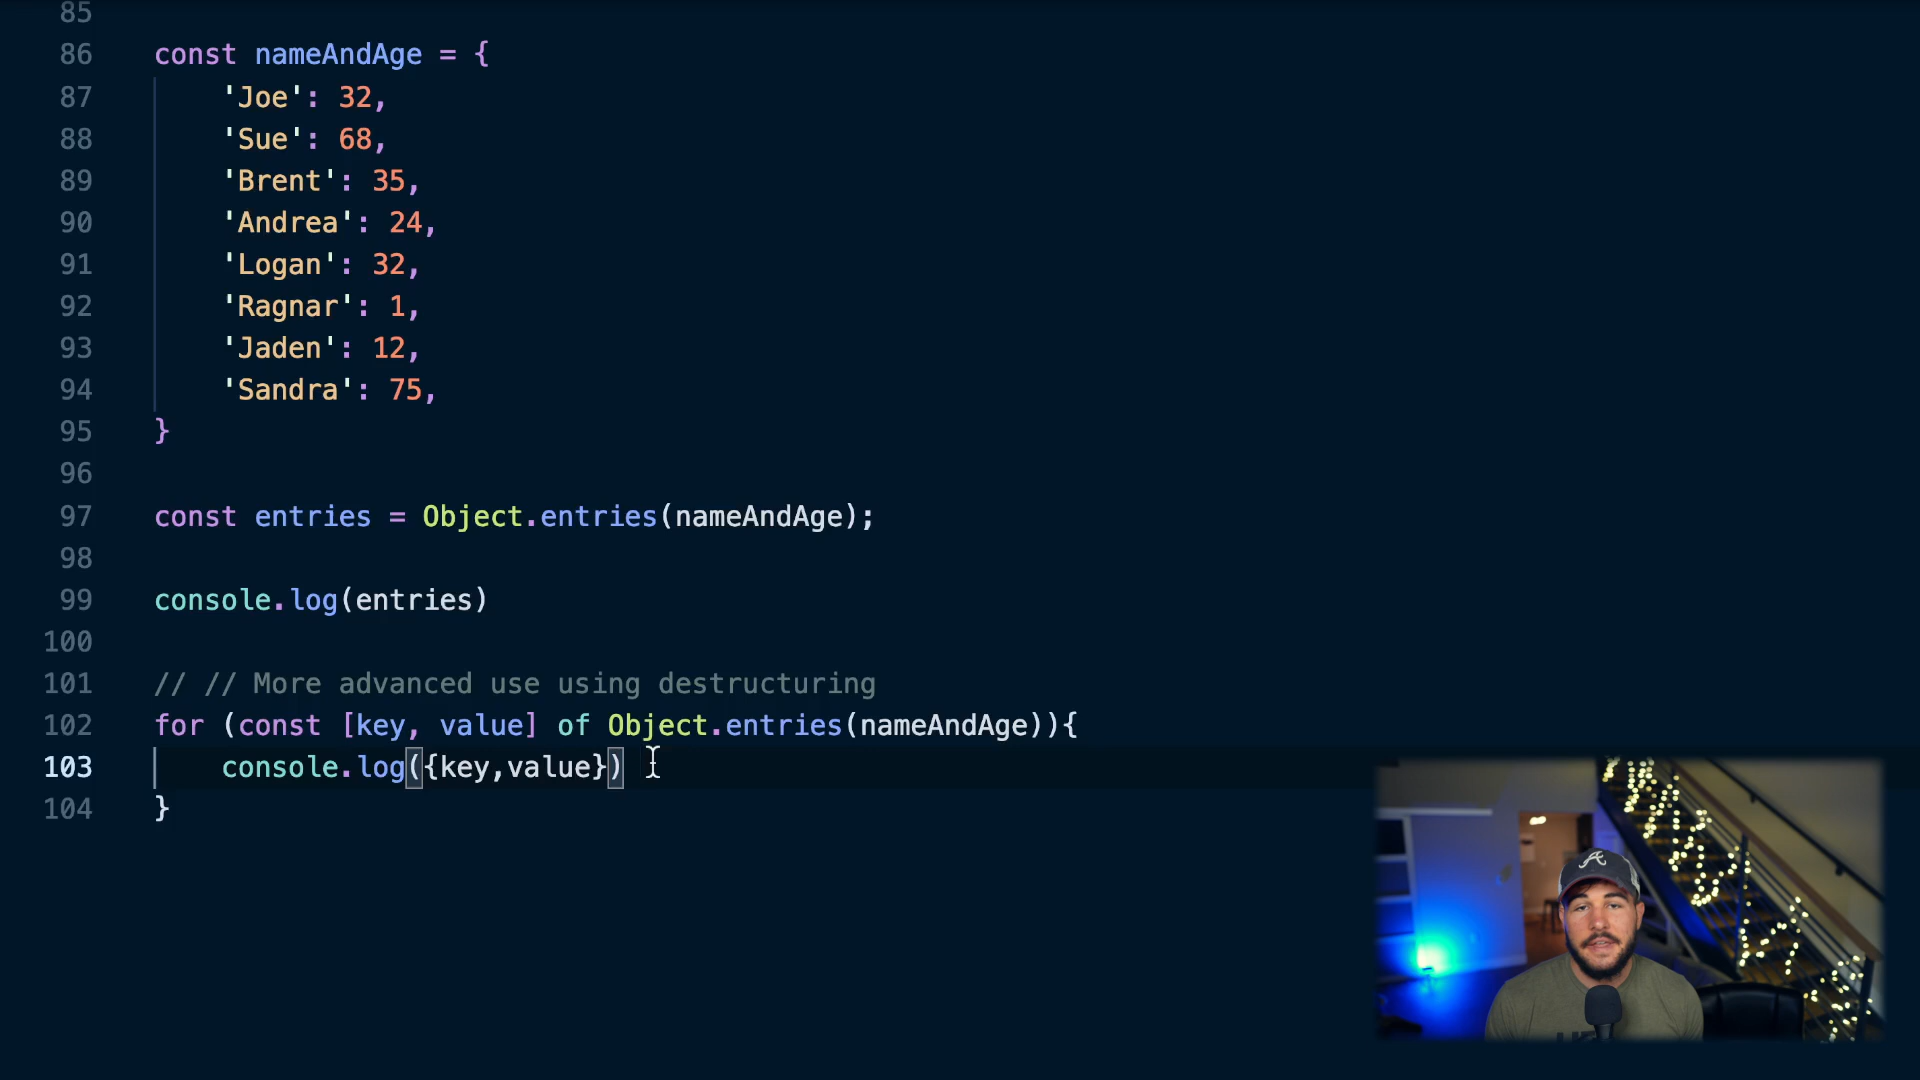 85
86 const nameAndAge = {
87 'Joe': 32,
88 'Sue': 68,
89 'Brent': 35,
90 'Andrea': 24,
91 'Logan': 32,
92 'Ragnar': 1,
93 'Jaden': 12,
94 'Sandra': 75,
95 }
96
97 const entries = Object.entries(nameAndAge);
98
99 console.log(entries)
100
101 // // More advanced use using destructuring
102 for (const [key, value] of Object.entries(nameAndAge)){
103 console.log({key,value})
104 }
A